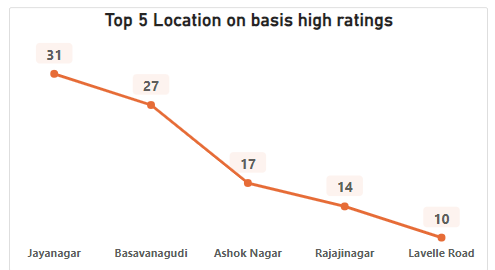 Top 5 Location on basis high ratings
31
27
17
14
10
Jayanagar Basavanagudi Ashok Nagar Rajajinagar Lavelle Road